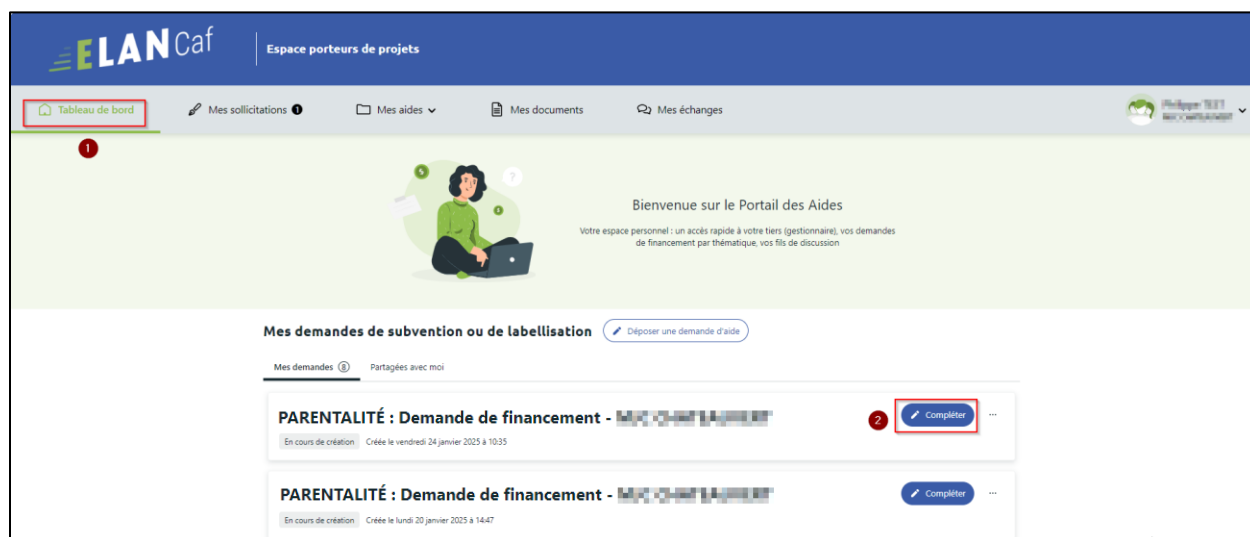 ELAN Caf
Espace porteurs de projets
Tableau de bord
Mes sollicitations 1
Mes aides
Mes documents
Mes échanges
1
?
Bienvenue sur le Portail des Aides
Votre espace personnel : un accès rapide à votre tiers (gestionnaire), vos demandes
de financement par thématique, vos fils de discussion
Mes demandes de subvention ou de labellisation
Déposer une demande d'aide
Mes demandes 8
Partagées avec moi
PARENTALITÉ : Demande de financement -
2
Compléter
...
En cours de création Créée le vendredi 24 janvier 2025 à 10:35
PARENTALITÉ : Demande de financement -
Compléter
...
En cours de création Créée le lundi 20 janvier 2025 à 14:47